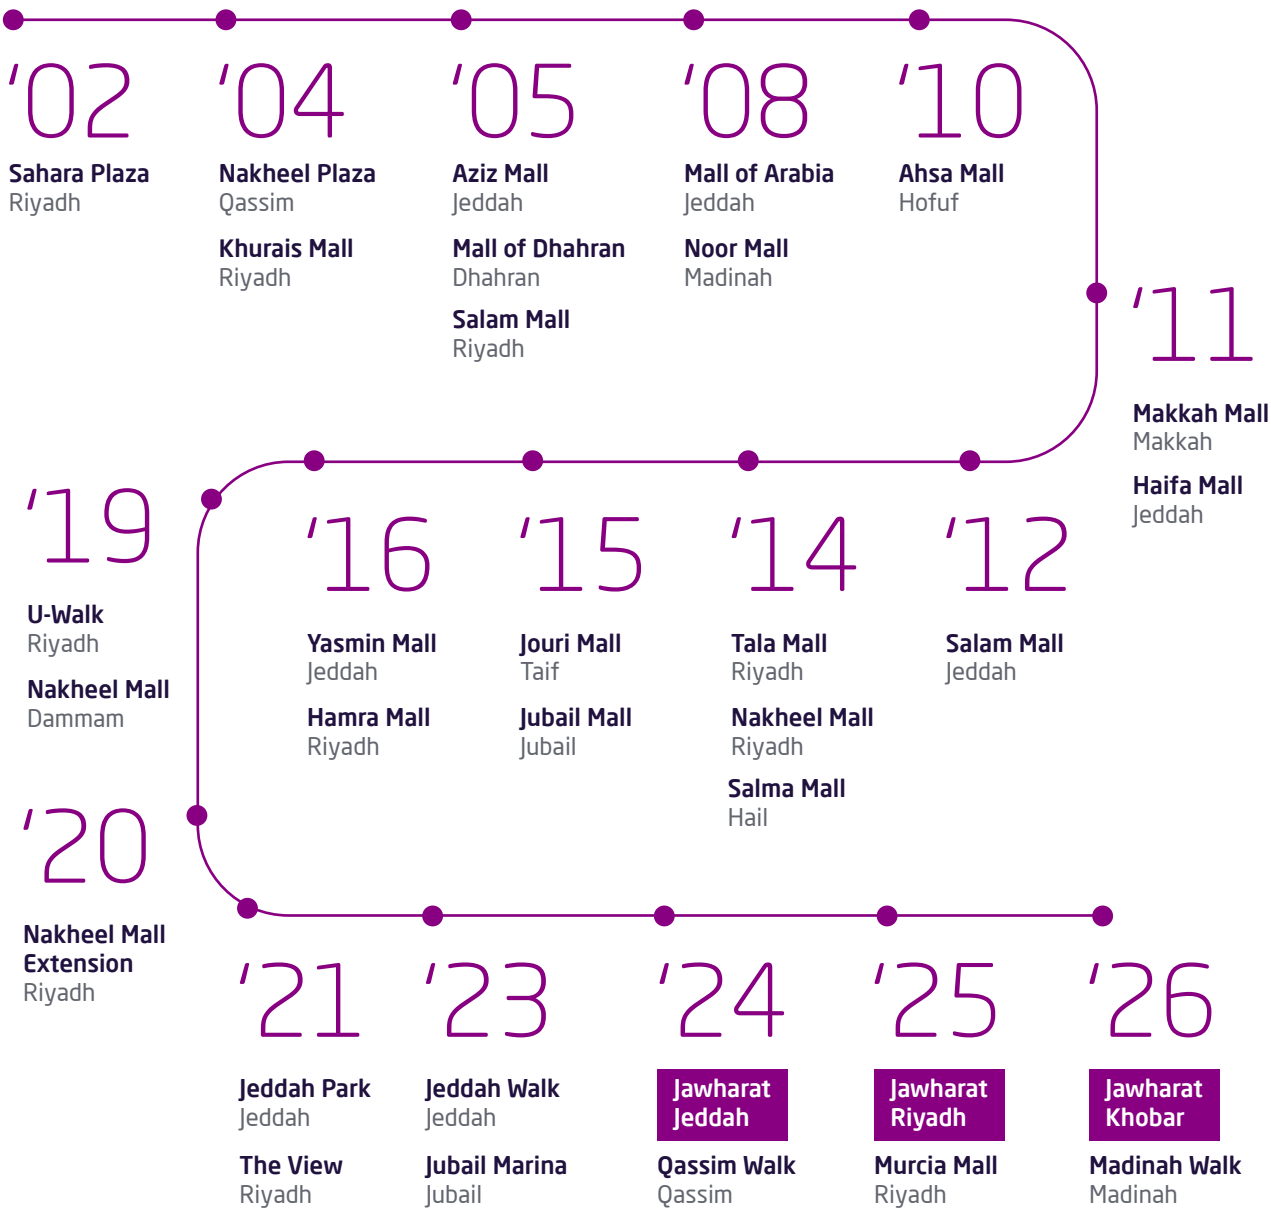 ‘02
Sahara Plaza
Riyadh
‘04
Nakheel Plaza
Qassim
Khurais Mall
Riyadh
‘05
Aziz Mall
Jeddah
Mall of Dhahran
Dhahran
Salam Mall
Riyadh
‘08
Mall of Arabia
Jeddah
Noor Mall
Madinah
‘10
Ahsa Mall
Hofuf
‘11
Makkah Mall
Makkah
Haifa Mall
Jeddah
‘12
Salam Mall
Jeddah
‘14
Tala Mall
Riyadh
Nakheel Mall
Riyadh
Salma Mall
Hail
‘15
Jouri Mall
Taif
Jubail Mall
Jubail
‘16
Yasmin Mall
Jeddah
Hamra Mall
Riyadh
‘19
U-Walk
Riyadh
Nakheel Mall
Dammam
‘20
Nakheel Mall
Extension
Riyadh
‘21
Jeddah Park
Jeddah
The View
Riyadh
‘23
Jeddah Walk
Jeddah
Jubail Marina
Jubail
‘24
Jawharat
Jeddah
Qassim Walk
Qassim
‘25
Jawharat
Riyadh
Murcia Mall
Riyadh
‘26
Jawharat
Khobar
Madinah Walk
Madinah